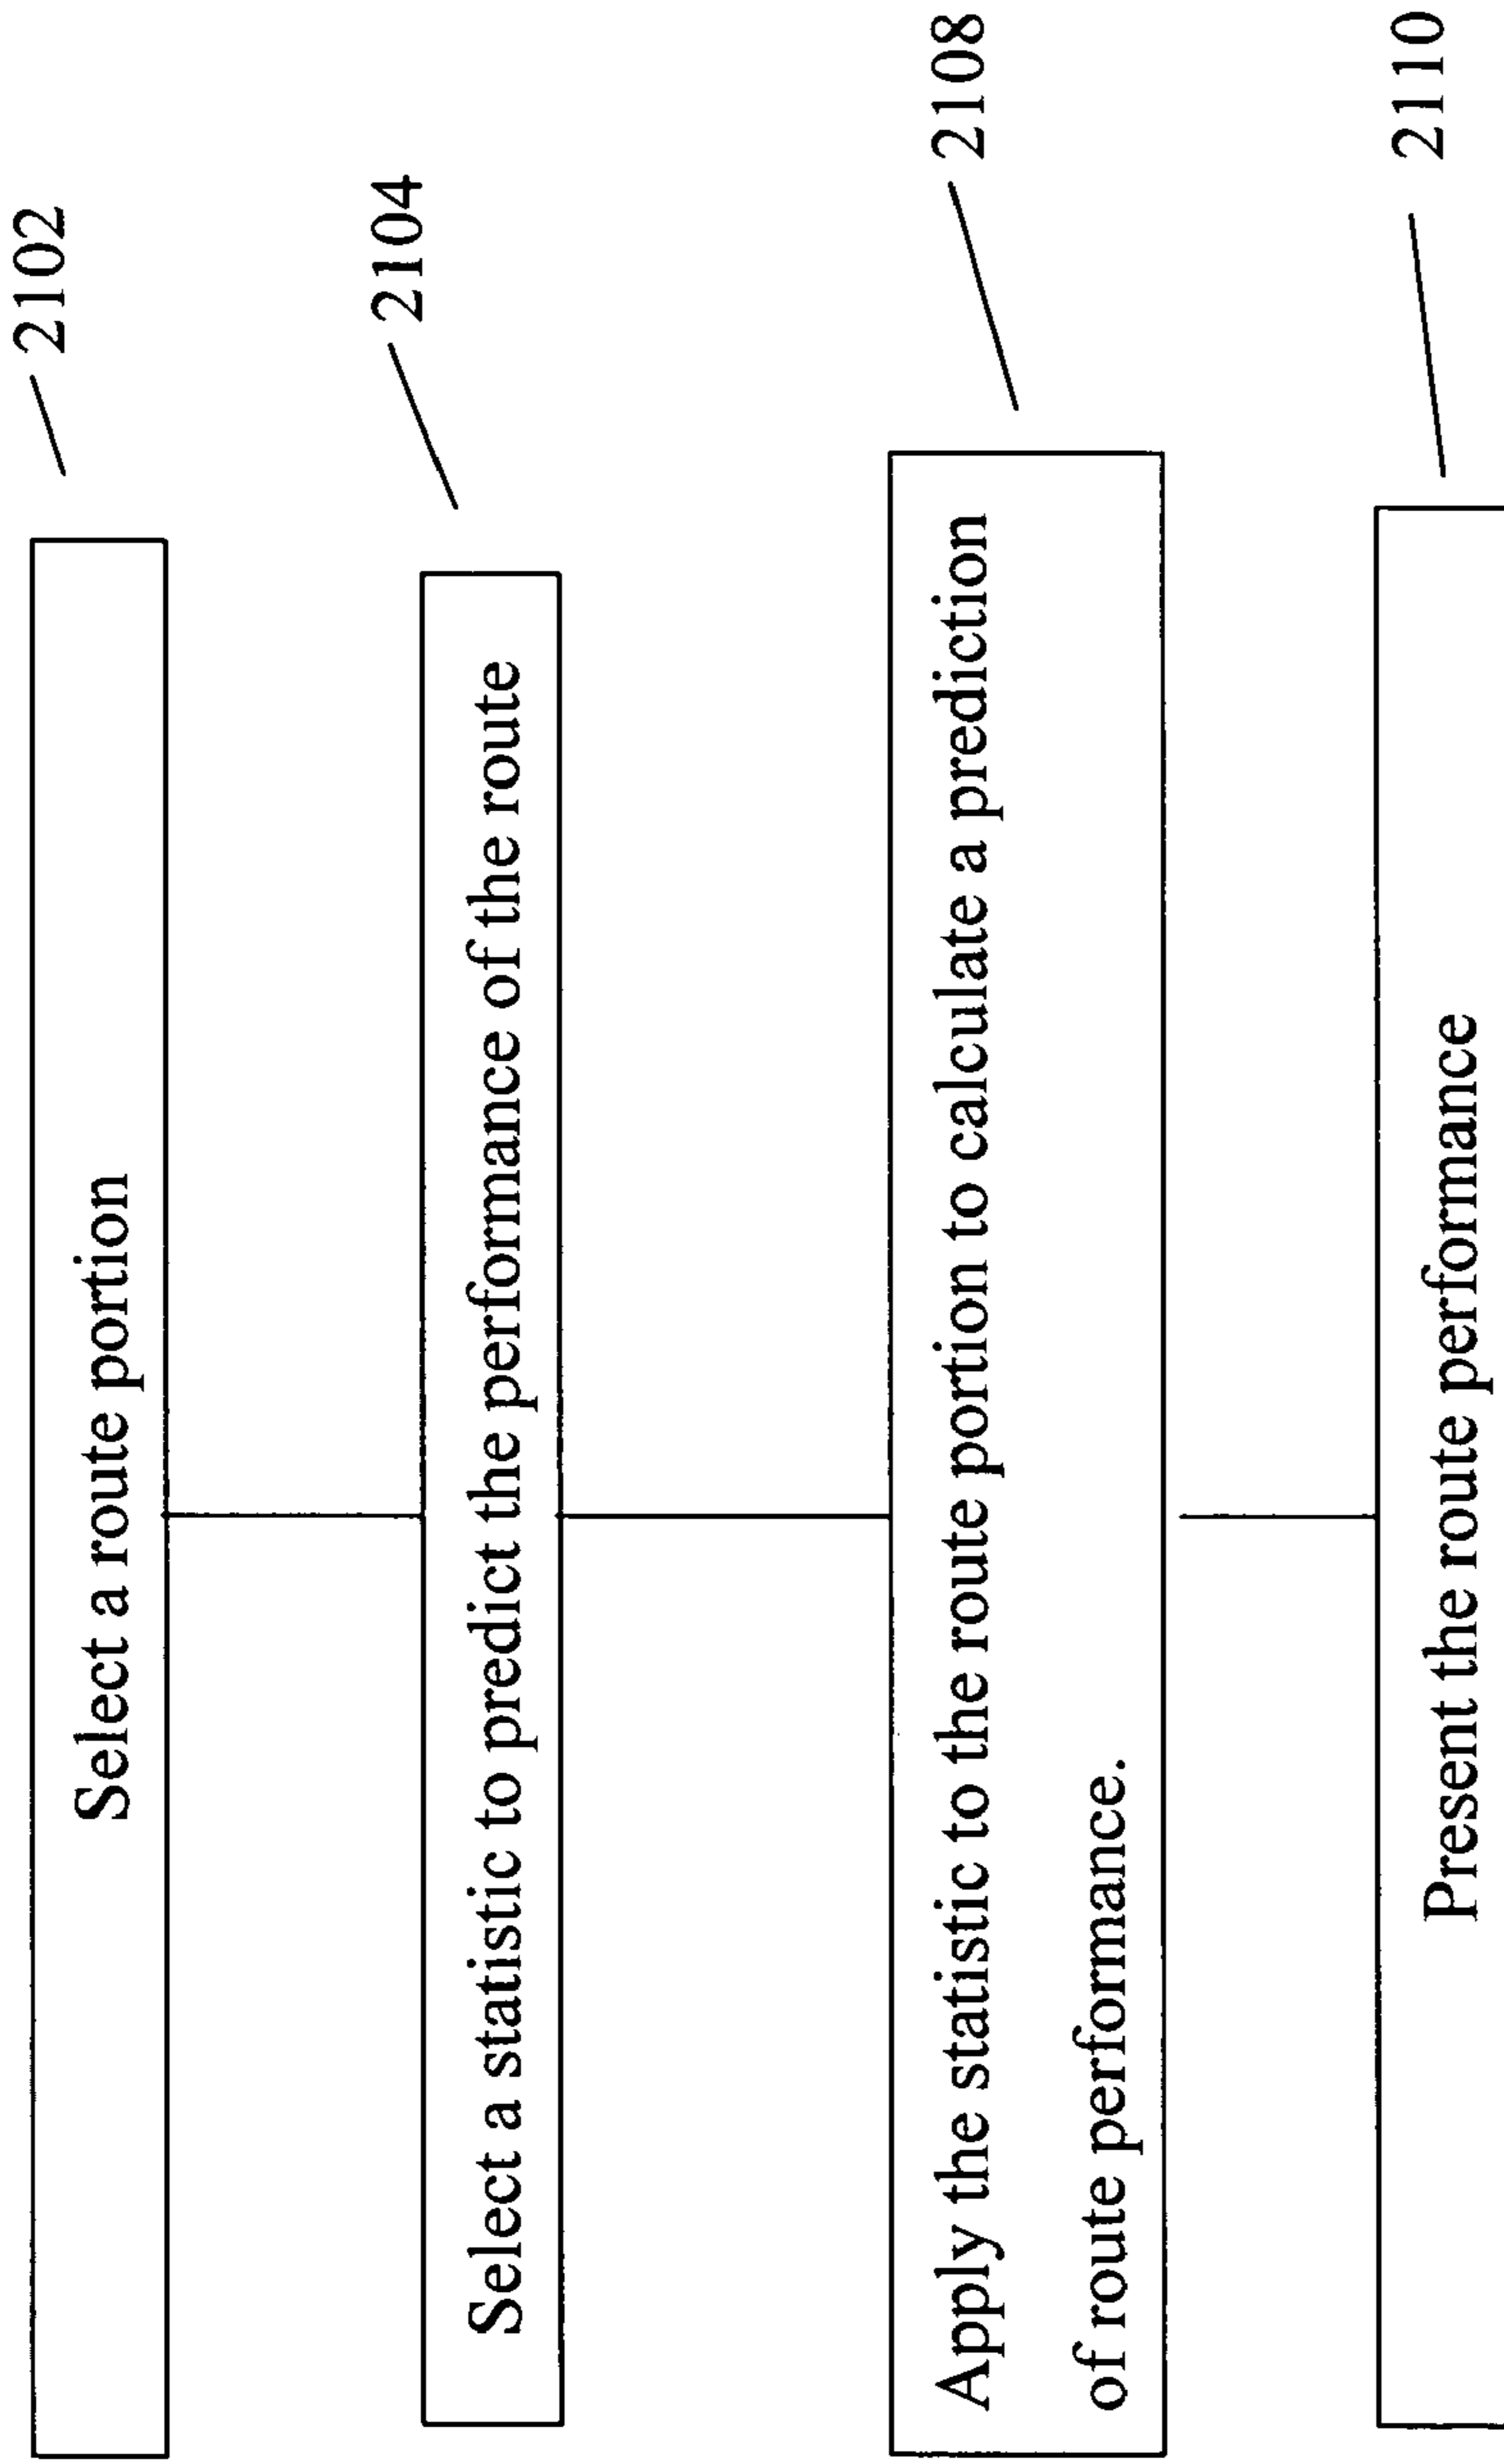 2102
Select a route portion
2104
Select a statistic to predict the performance of the route
2108
Apply the statistic to the route portion to calculate a prediction
of route performance.
2110
Present the route performance